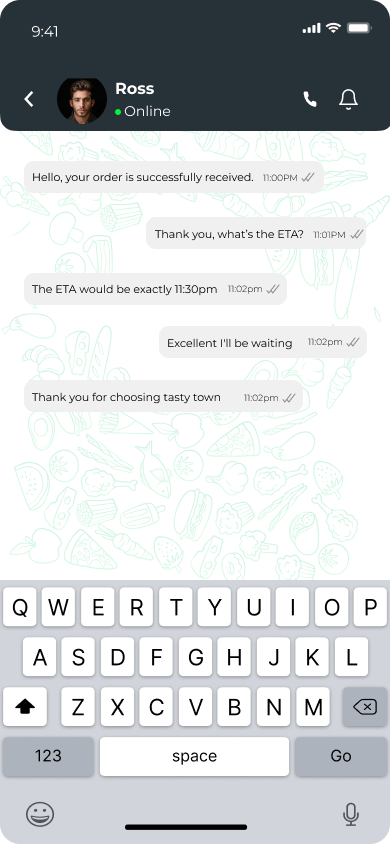 9:41
Ross
Online
Hello, your order is successfully received. 11:00PM
Thank you, what's the ETA? 11:01PM
The ETA would be exactly 11:30pm 11:02pm
Excellent I'll be waiting 11:02pm
Thank you for choosing tasty town 11:02pm
Q W E R T Y U I O P
A S D F G H J K L
Z X C V B N M
123 space Go